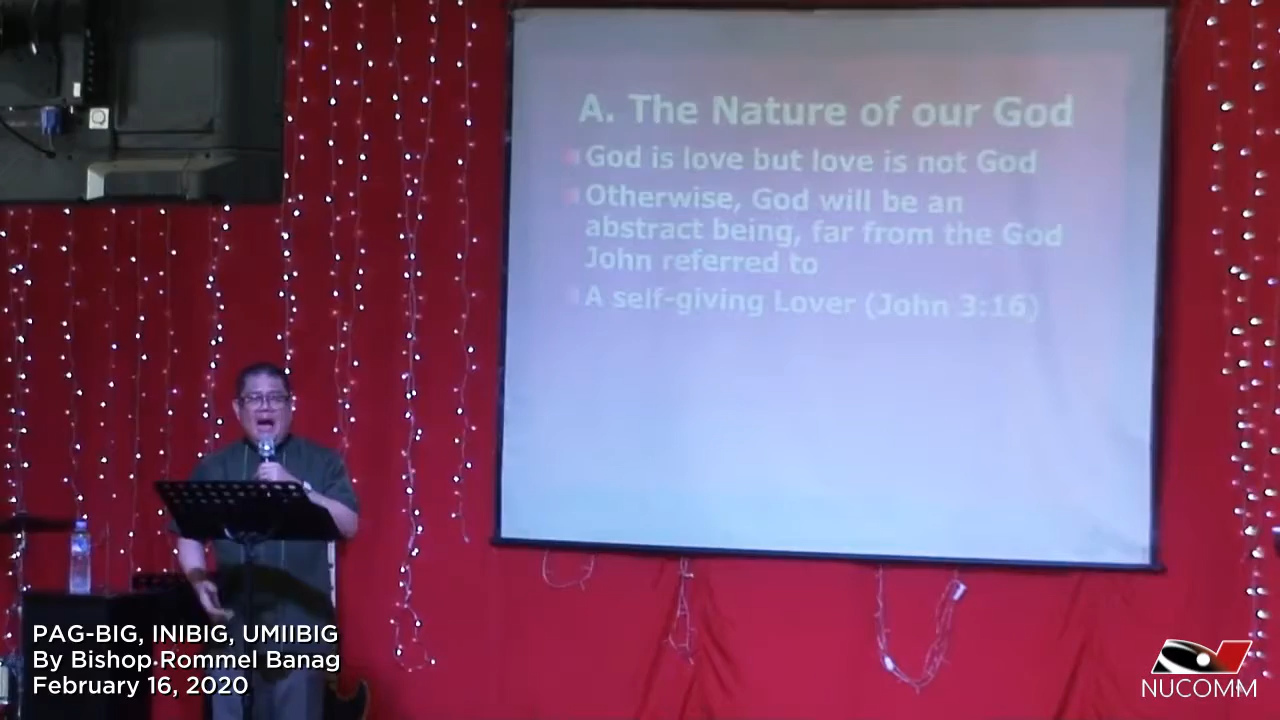 A. The Nature of our God
God is love but love is not God
Otherwise, God will be an
abstract being, far from the God
John referred to
A self-giving Lover (John 3:16)
PAG-BIG, INIBIG, UMIIBIG
By Bishop Rommel Banag
February 16, 2020
NUCOMM